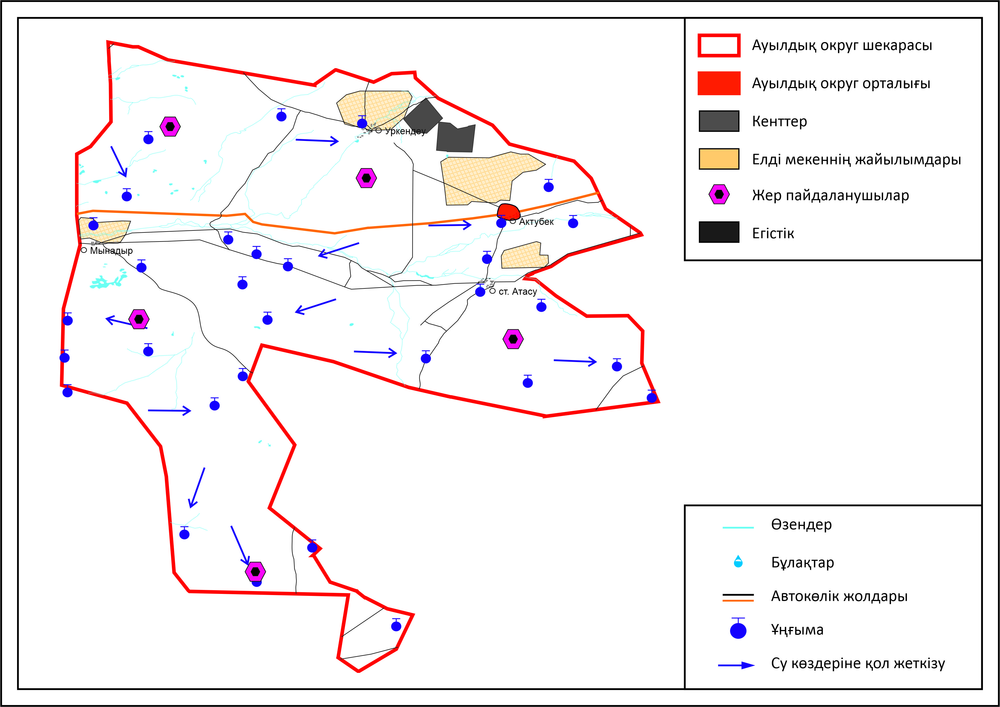 Ауылдық округ шекарасы
Ауылдық округ орталығы
Кенттер
Елді мекеннің жайылымдары
Жер пайдаланушылар
Егістік
Уркендеу
Актубек
Мынадыр
ст. Атасу
Өзендер
Бұлақтар
Автокөлік жолдары
Ұңғыма
Су көздеріне қол жеткізу